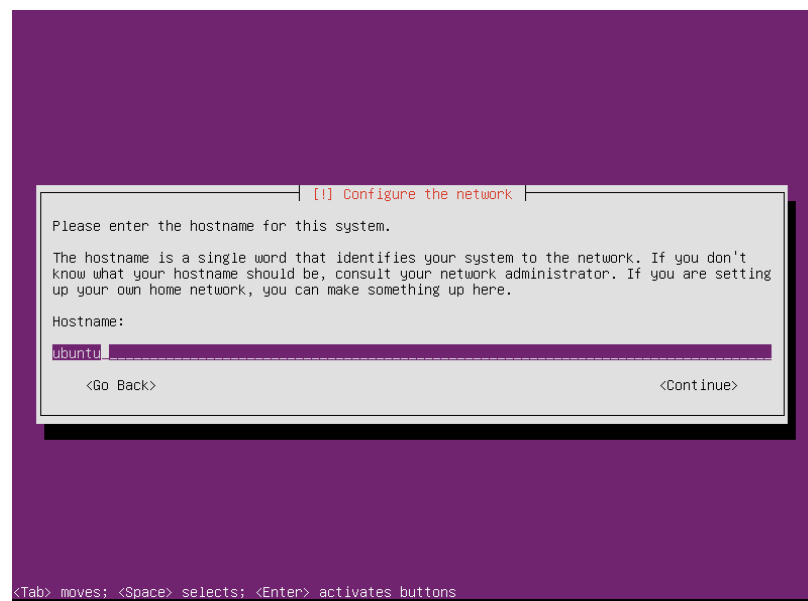 [!] Configure the network
Please enter the hostname for this system.
The hostname is a single word that identifies your system to the network. If you don't
know what your hostname should be, consult your network administrator. If you are setting
up your own home network, you can make something up here.
Hostname:
ubuntu
<Go Back> <Continue>
<Tab> moves; <Space> selects; <Enter> activates buttons